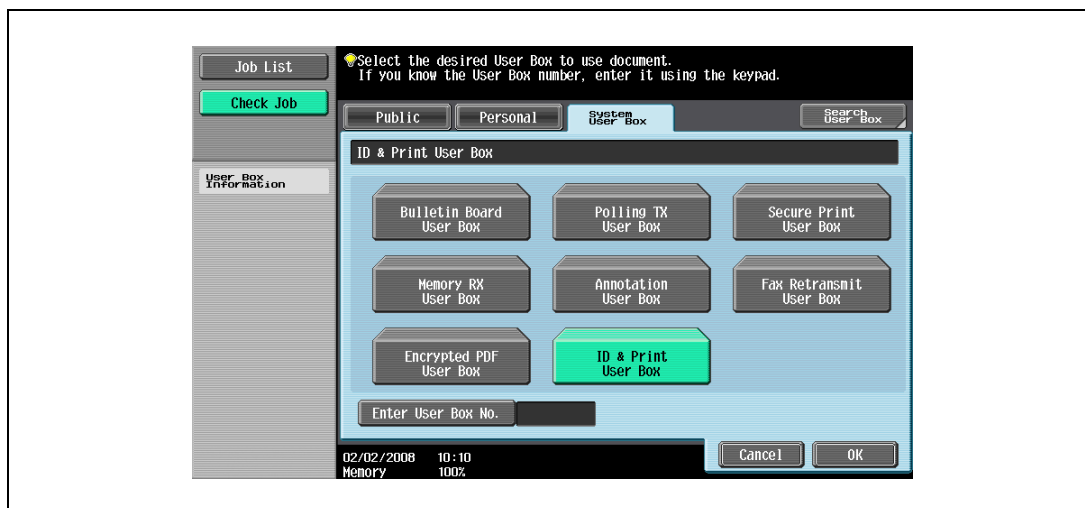 Job List
Check Job
User Box
Information
Select the desired User Box to use document.
If you know the User Box number, enter it using the keypad.
Public
Personal
System
User Box
Search
User Box
ID & Print User Box
Bulletin Board
User Box
Polling TX
User Box
Secure Print
User Box
Memory RX
User Box
Annotation
User Box
Fax Retransmit
User Box
Encrypted PDF
User Box
ID & Print
User Box
Enter User Box No.
02/02/2008 10:10
Memory 100%
Cancel
OK